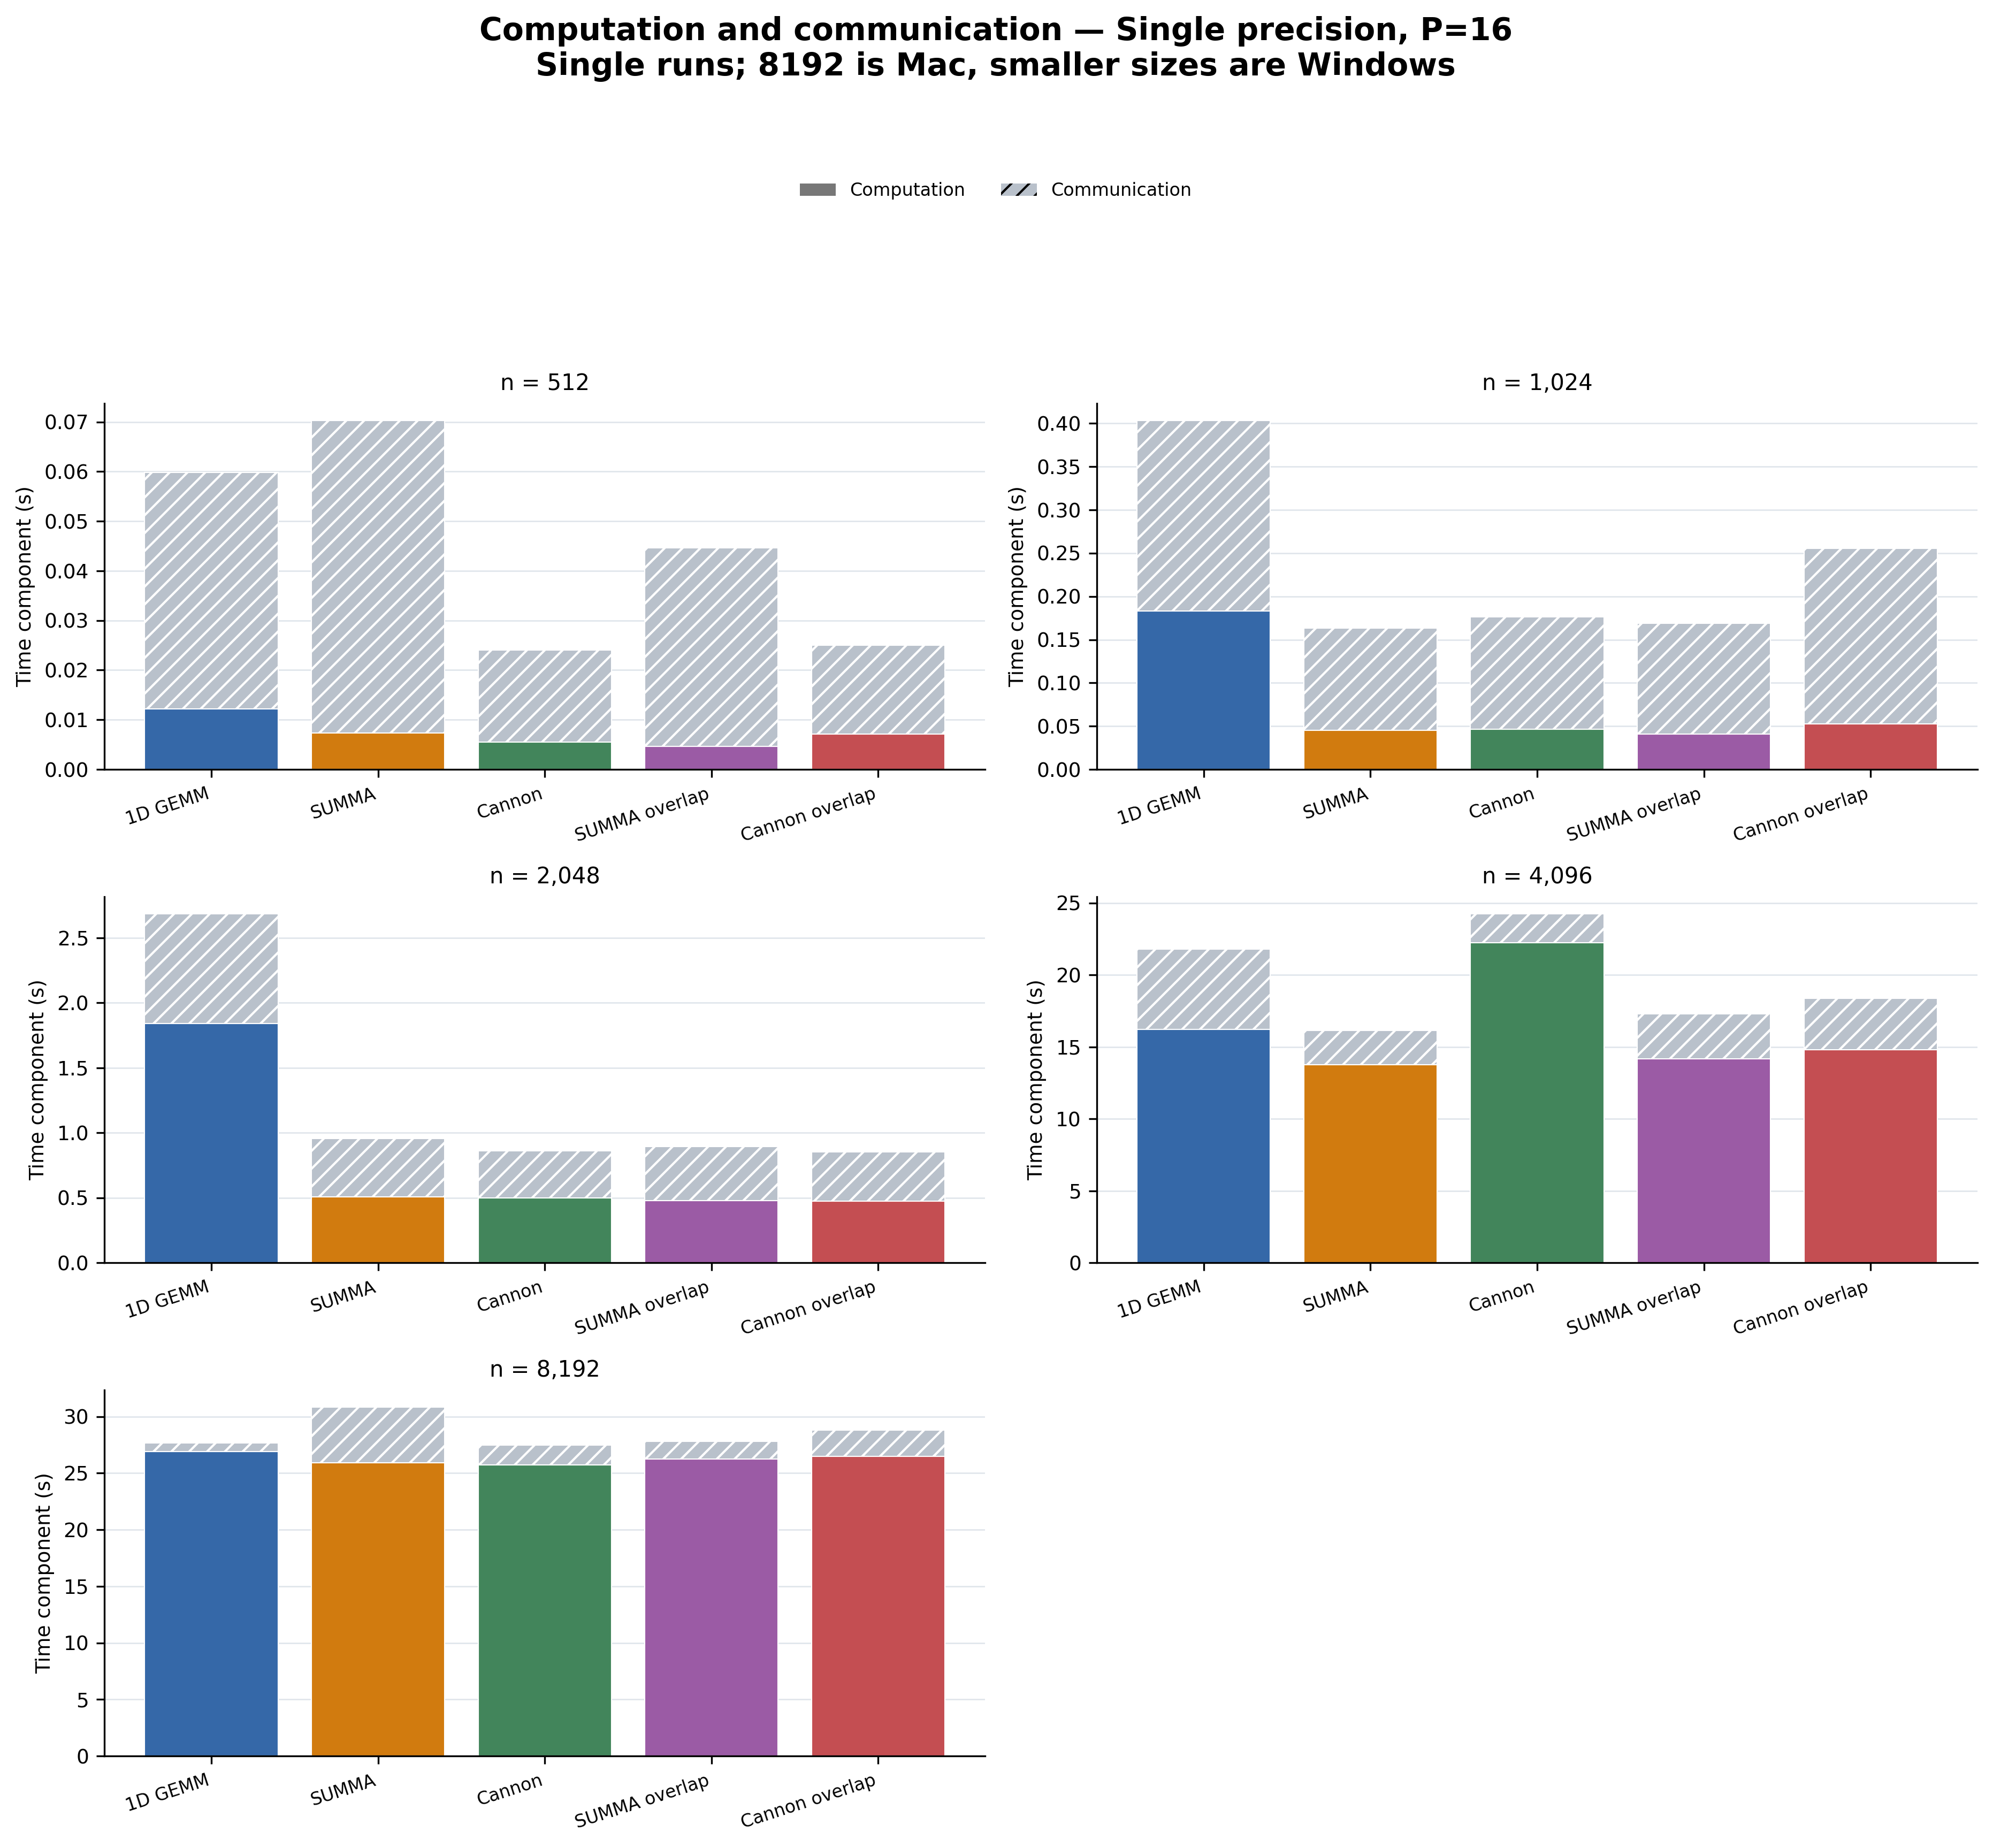 Computation and communication — Single precision, P=16
Single runs; 8192 is Mac, smaller sizes are Windows
Computation
Communication
n = 512
Time component (s)
0.07
0.06
0.05
0.04
0.03
0.02
0.01
0.00
1D GEMM
SUMMA
Cannon
SUMMA overlap
Cannon overlap
n = 1,024
Time component (s)
0.40
0.35
0.30
0.25
0.20
0.15
0.10
0.05
0.00
1D GEMM
SUMMA
Cannon
SUMMA overlap
Cannon overlap
n = 2,048
Time component (s)
2.5
2.0
1.5
1.0
0.5
0.0
1D GEMM
SUMMA
Cannon
SUMMA overlap
Cannon overlap
n = 4,096
Time component (s)
25
20
15
10
5
0
1D GEMM
SUMMA
Cannon
SUMMA overlap
Cannon overlap
n = 8,192
Time component (s)
30
25
20
15
10
5
0
1D GEMM
SUMMA
Cannon
SUMMA overlap
Cannon overlap